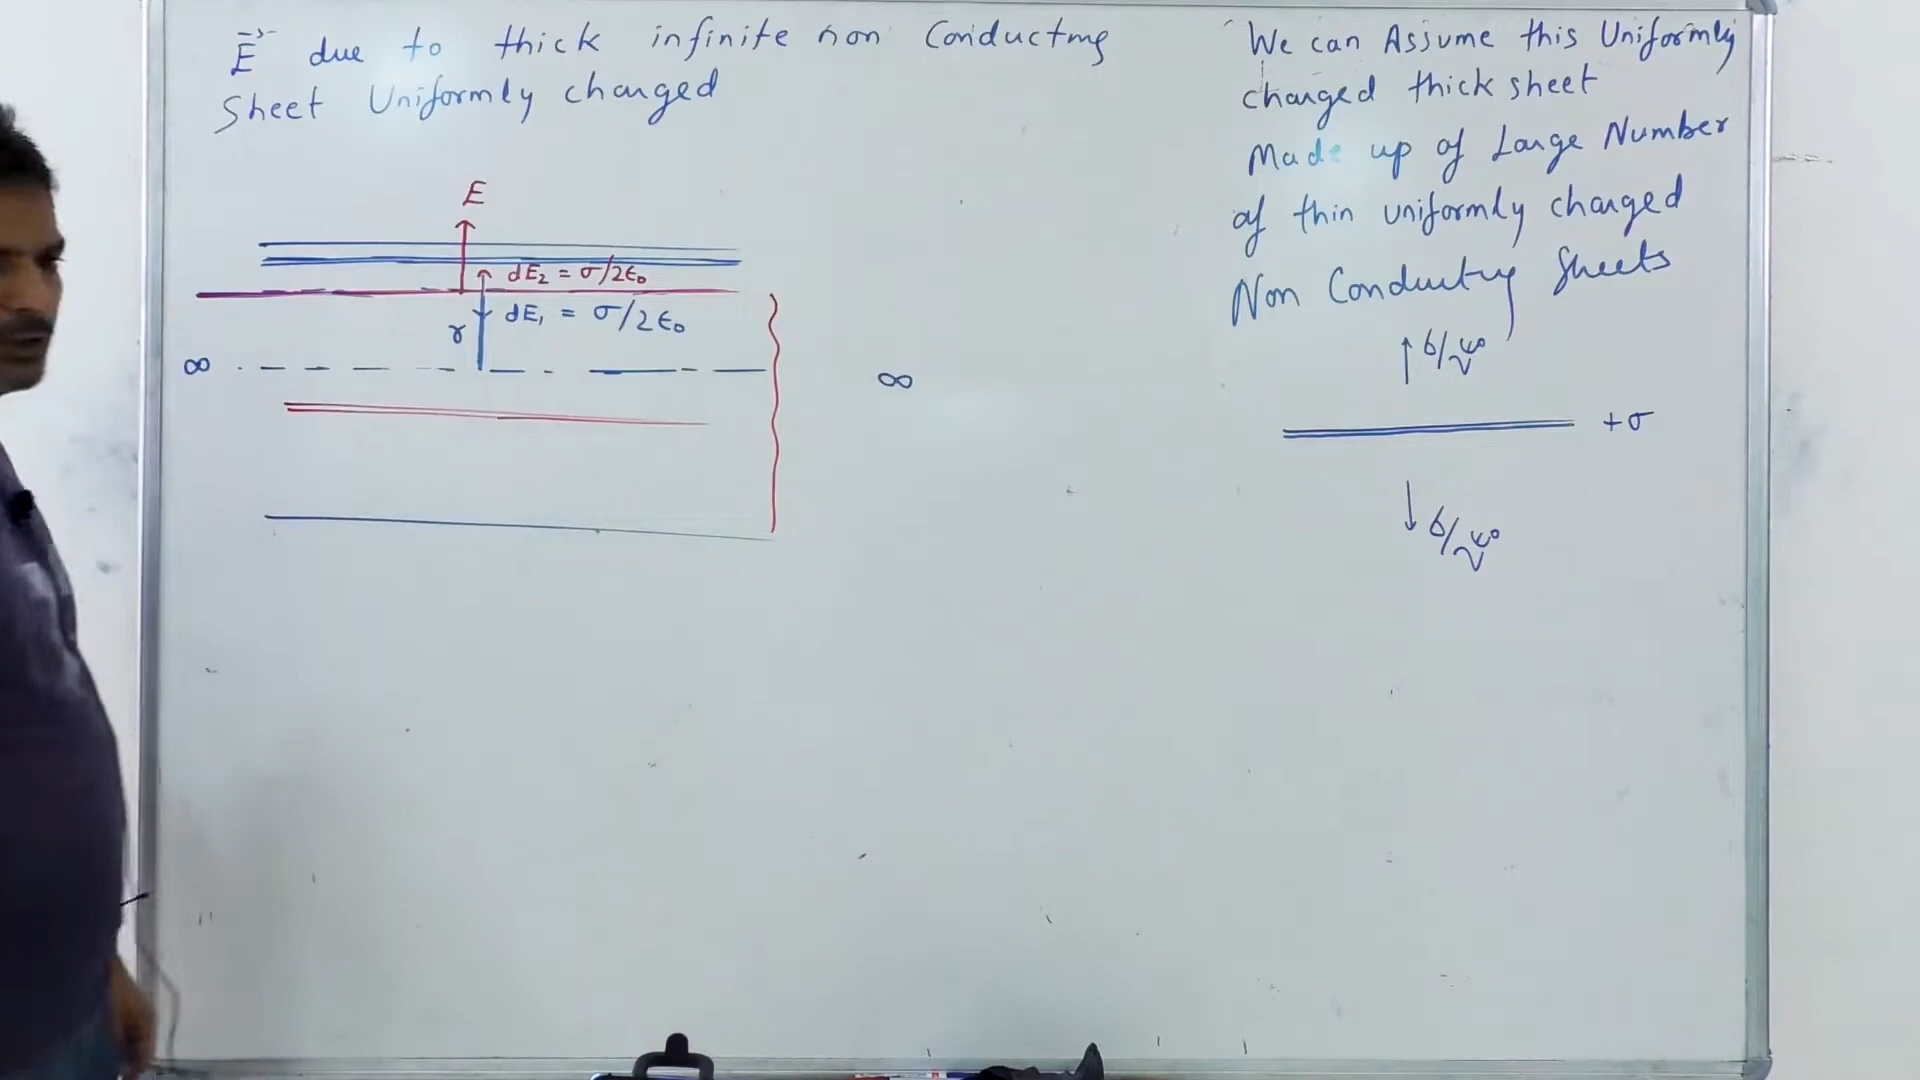 E due to thick infinite non Conducting
Sheet Uniformly charged
E
dE₂ = σ/2ϵ₀
dE₁ = σ/2ϵ₀
r
∞
∞
We can Assume this Uniformly
charged thick sheet
Made up of Large Number
of thin uniformly charged
Non Conducting Sheets
σ/2ϵ₀
+σ
σ/2ϵ₀